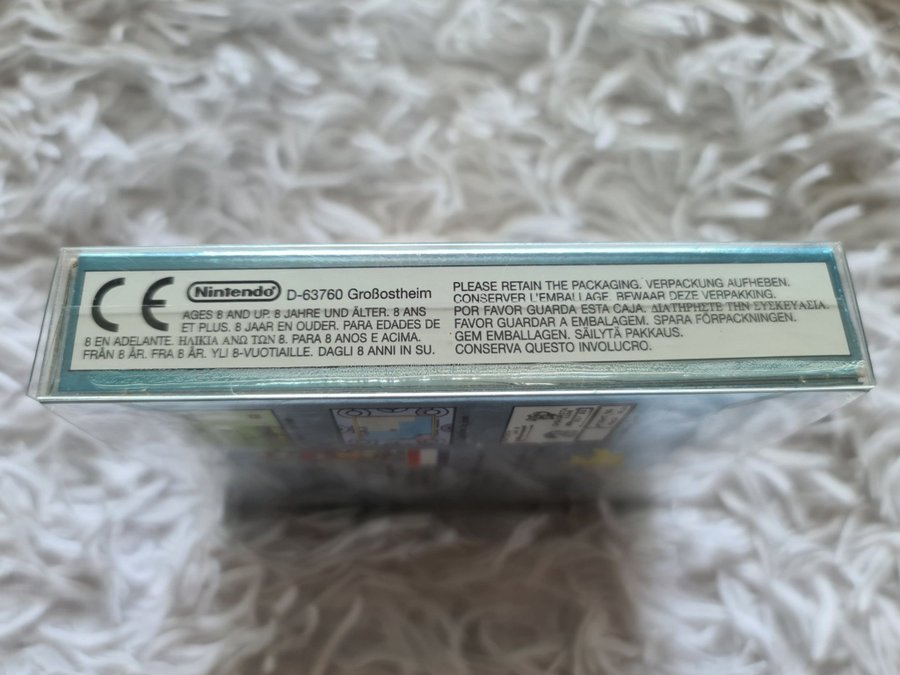 CE
Nintendo D-63760 Großostheim
AGES 8 AND UP. 8 JAHRE UND ÄLTER. 8 ANS
ET PLUS. 8 JAAR EN OUDER. PARA EDADES DE
8 EN ADELANTE. ΗΛΙΚΙΑ ΑΝΩ ΤΩΝ 8. PARA 8 ANOS E ACIMA.
FRÅN 8 ÅR. FRA 8 ÅR. YLI 8-VUOTIAILLE. DAGLI 8 ANNI IN SU.
PLEASE RETAIN THE PACKAGING. VERPACKUNG AUFHEBEN.
CONSERVER L'EMBALLAGE. BEWAAR DEZE VERPAKKING.
POR FAVOR GUARDA ESTA CAJA. ΔΙΑΤΗΡΗΣΤΕ ΤΗΝ ΣΥΣΚΕΥΑΣΙΑ.
FAVOR GUARDAR A EMBALAGEM. SPARA FÖRPACKNINGEN.
GEM EMBALLAGEN. SÄILYTÄ PAKKAUS.
CONSERVA QUESTO INVOLUCRO.